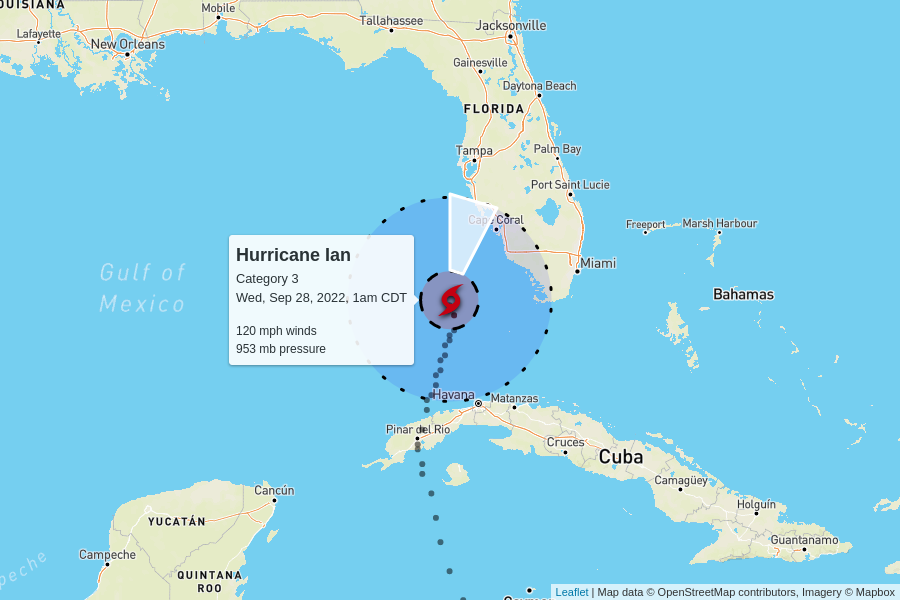 OUISIANA
Mobile
Lafayette
New Orleans
Tallahassee
Jacksonville
Gainesville
Daytona Beach
FLORIDA
Tampa
Palm Bay
Port Saint Lucie
Cape Coral
Freeport
Marsh Harbour
Miami
Bahamas
Gulf of
Mexico
Hurricane Ian
Category 3
Wed, Sep 28, 2022, 1am CDT
120 mph winds
953 mb pressure
Havana
Matanzas
Pinar del Rio
Cruces
Cuba
Camagüey
Holguín
Guantanamo
Cancún
YUCATÁN
Campeche
QUINTANA
ROO
peche
Leaflet | Map data © OpenStreetMap contributors, Imagery © Mapbox